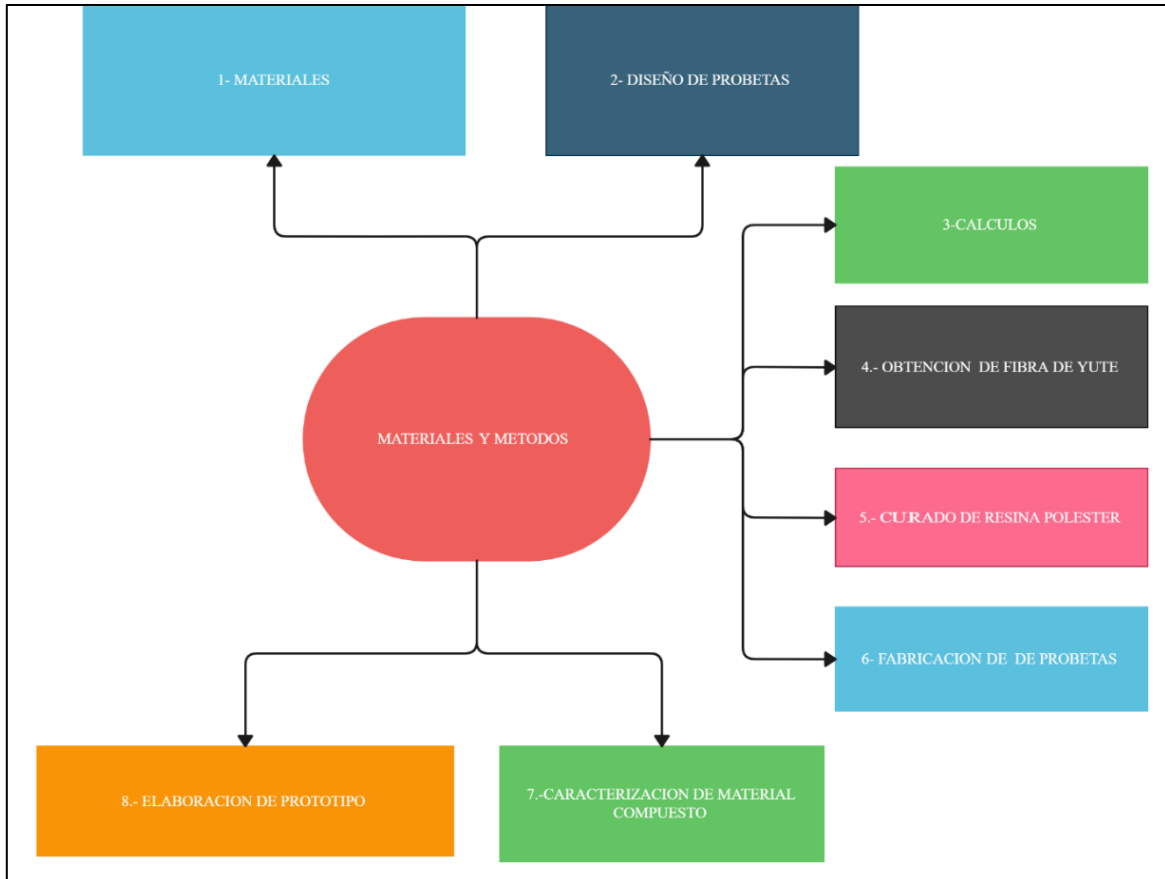 1- MATERIALES
2- DISEÑO DE PROBETAS
3-CALCULOS
4.- OBTENCION DE FIBRA DE YUTE
MATERIALES Y METODOS
5.- CURADO DE RESINA POLESTER
6- FABRICACION DE DE PROBETAS
7.-CARACTERIZACION DE MATERIAL
COMPUESTO
8.- ELABORACION DE PROTOTIPO